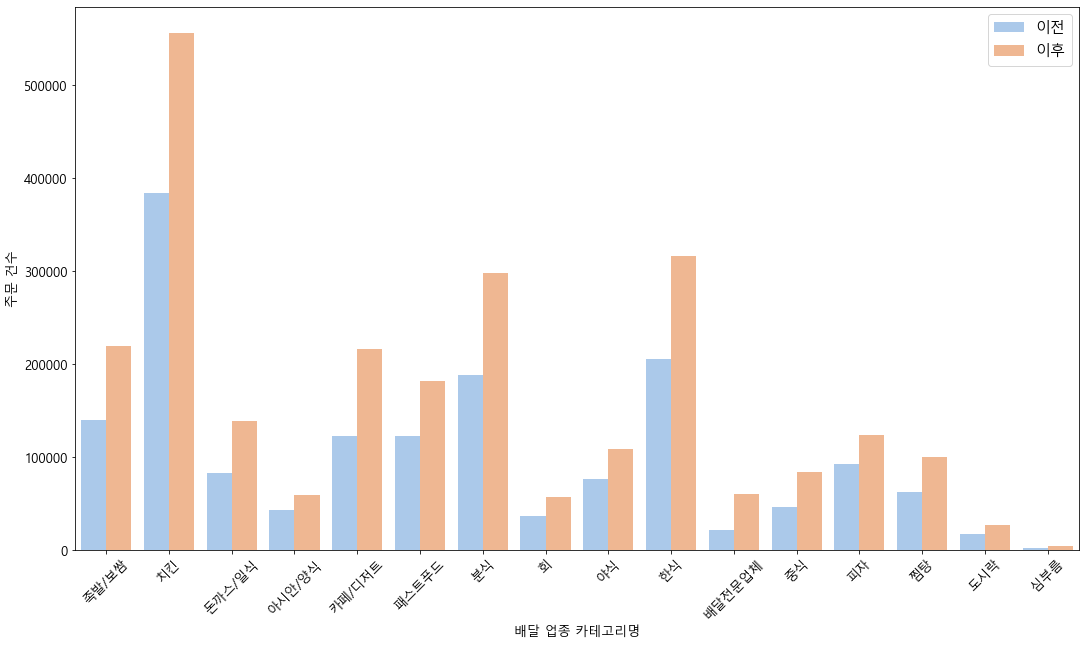 이전
이후
주문 건수
500000
400000
300000
200000
100000
0
족발/보쌈
치킨
돈까스/일식
아시안/양식
카페/디저트
패스트푸드
분식
회
야식
한식
배달전문업체
중식
피자
찜탕
도시락
심부름
배달 업종 카테고리명